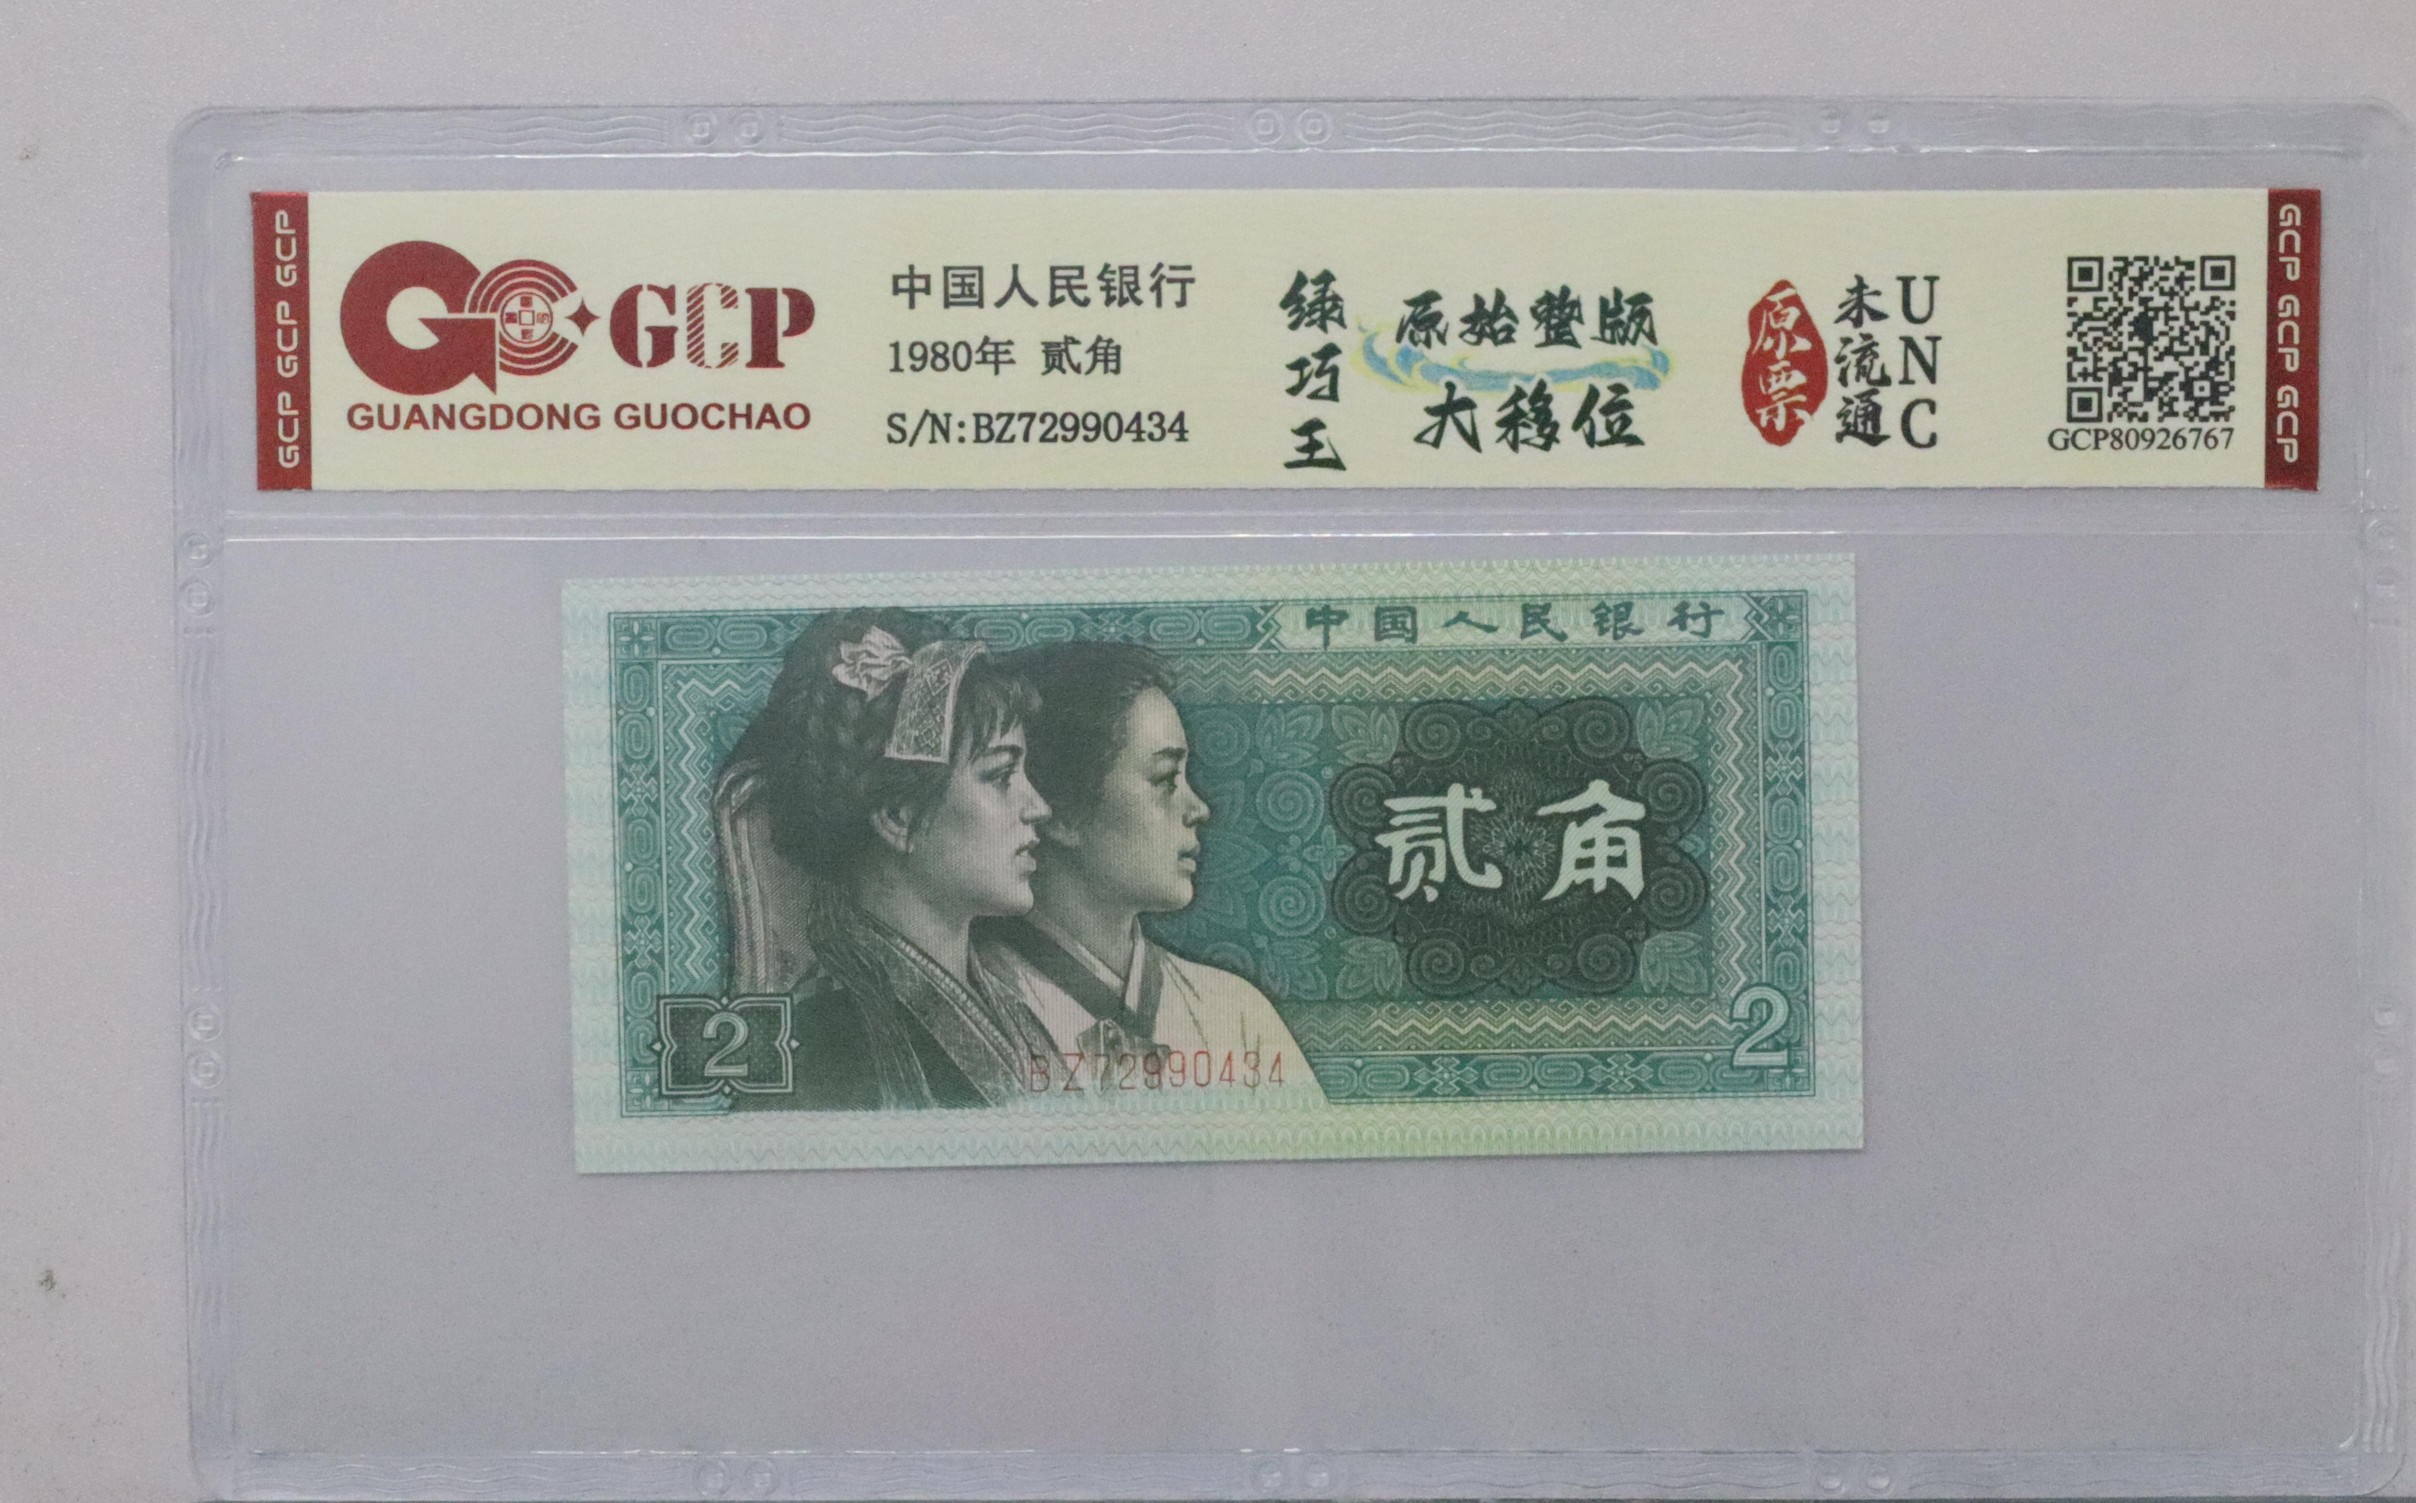 GCP GCP GCP
GCP
GUANGDONG GUOCHAO
中国人民银行
1980年 贰角
S/N:BZ72990434
绿巧王
原始整版
大移位
原票
未流通
UNC
GCP80926767
GCP GCP GCP
中国人民银行
贰角
2
2
BZ72990434